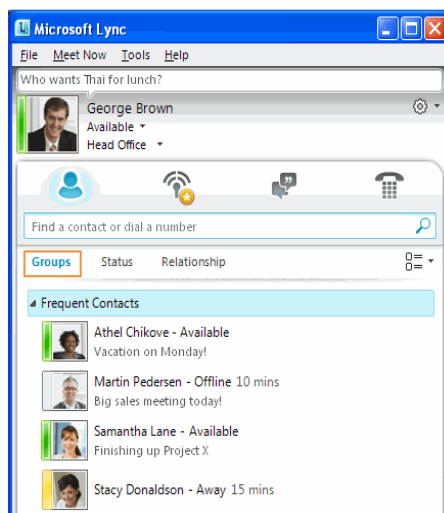 Microsoft Lync
File Meet Now Tools Help
Who wants Thai for lunch?
George Brown
Available
Head Office
Find a contact or dial a number
Groups Status Relationship
Frequent Contacts
Athel Chikove - Available
Vacation on Monday!
Martin Pedersen - Offline 10 mins
Big sales meeting today!
Samantha Lane - Available
Finishing up Project X
Stacy Donaldson - Away 15 mins